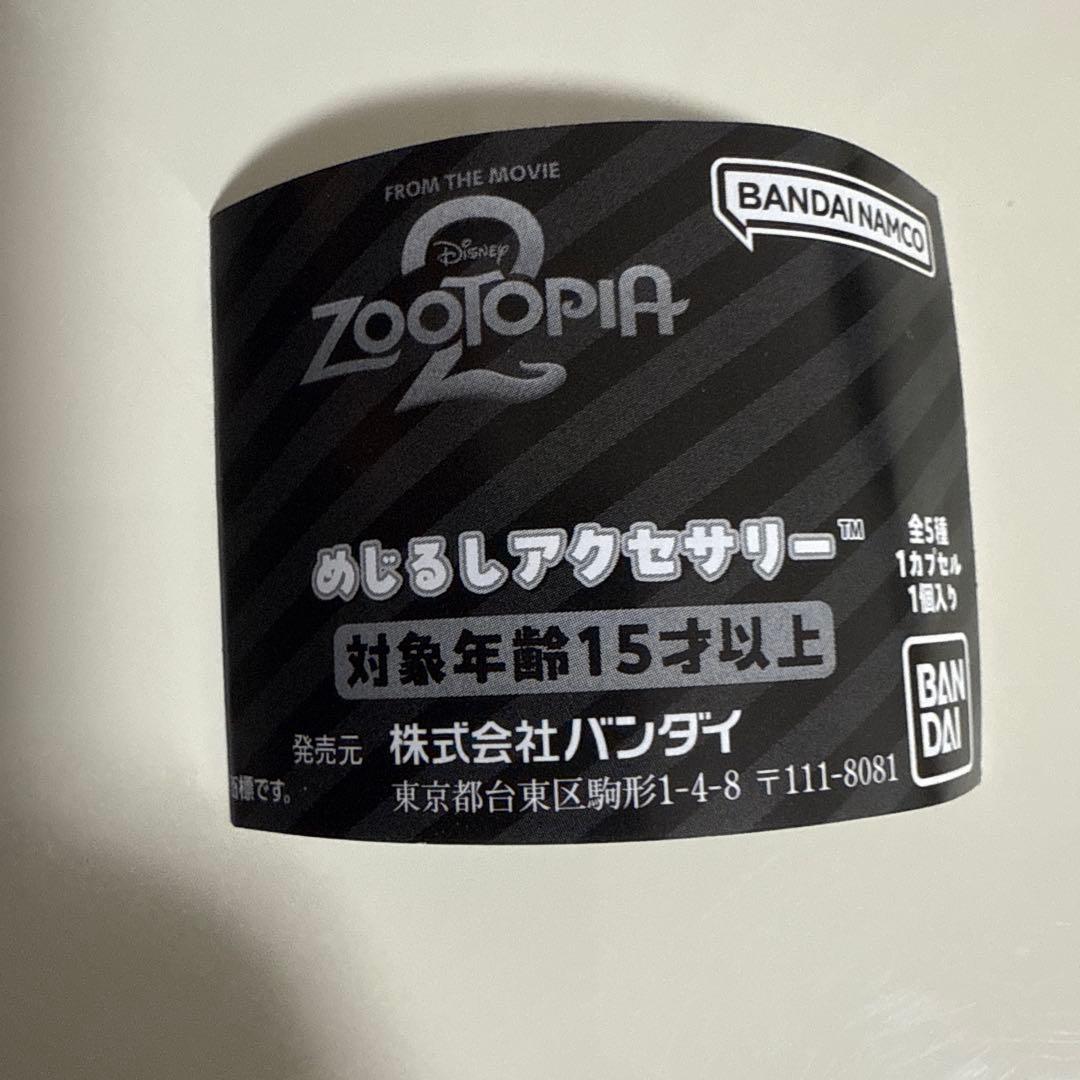 FROM THE MOVIE
DISNEY
ZOOTOPIA
2
BANDAI NAMCO
めじるしアクセサリー™
全5種
1カプセル
1個入り
対象年齢15才以上
BAN
DAI
発売元 株式会社バンダイ
標です。
東京都台東区駒形1-4-8 〒111-8081